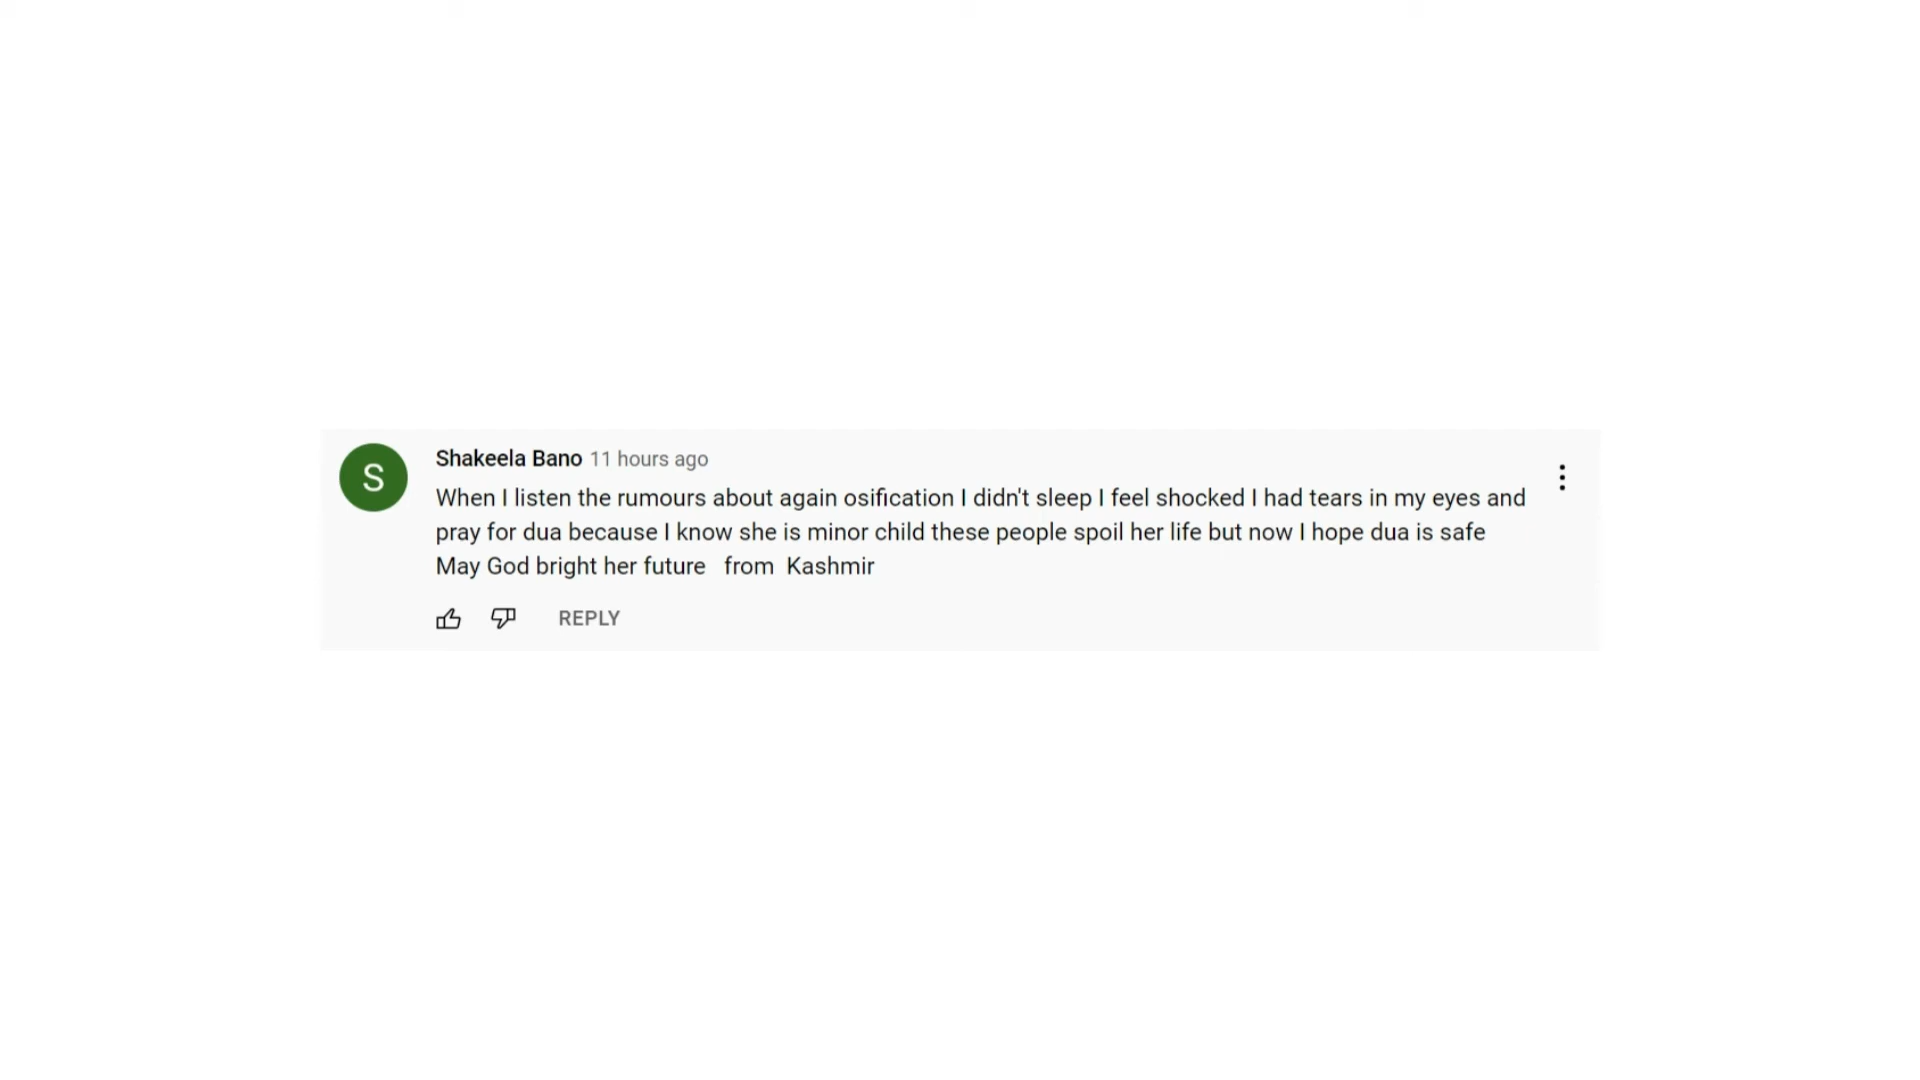 S
Shakeela Bano 11 hours ago
When I listen the rumours about again osification I didn't sleep I feel shocked I had tears in my eyes and
pray for dua because I know she is minor child these people spoil her life but now I hope dua is safe
May God bright her future from Kashmir
REPLY